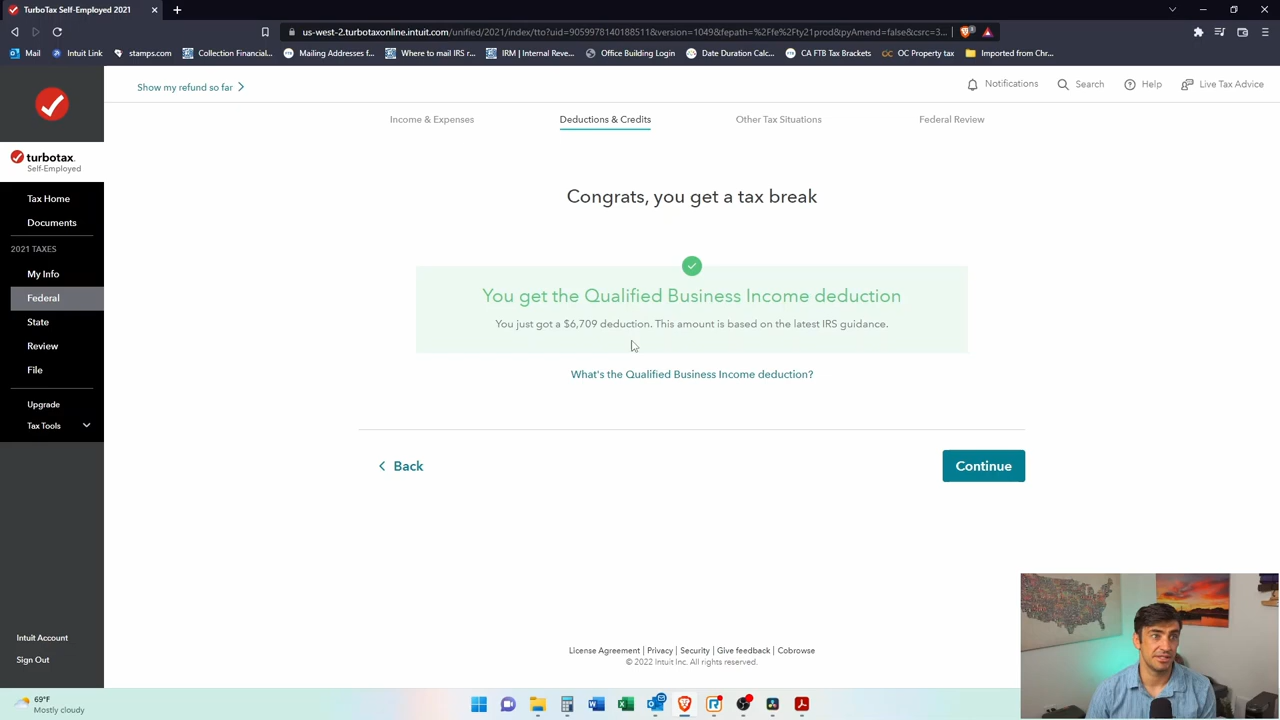 TurboTax Self-Employed 2021
us-west-2.turbotaxonline.intuit.com/unified/2021/index/tto?uid=9059978140188511&version=1049&fepath=%2Ffe%2Fty21prod&pyAmend=false&csrc=3...
Mail
Intuit Link
stamps.com
Collection Financial...
Mailing Addresses f...
Where to mail IRS r...
IRM | Internal Reve...
Office Building Login
Date Duration Calc...
CA FTB Tax Brackets
OC Property tax
Imported from Chr...
Show my refund so far
Notifications
Search
Help
Live Tax Advice
Income & Expenses
Deductions & Credits
Other Tax Situations
Federal Review
turbotax
Self-Employed
Tax Home
Documents
2021 TAXES
My Info
Federal
State
Review
File
Upgrade
Tax Tools
Intuit Account
Sign Out
Congrats, you get a tax break
You get the Qualified Business Income deduction
You just got a $6,709 deduction. This amount is based on the latest IRS guidance.
What's the Qualified Business Income deduction?
Back
Continue
License Agreement | Privacy | Security | Give feedback | Cobrowse
© 2022 Intuit Inc. All rights reserved.
69°F
Mostly cloudy